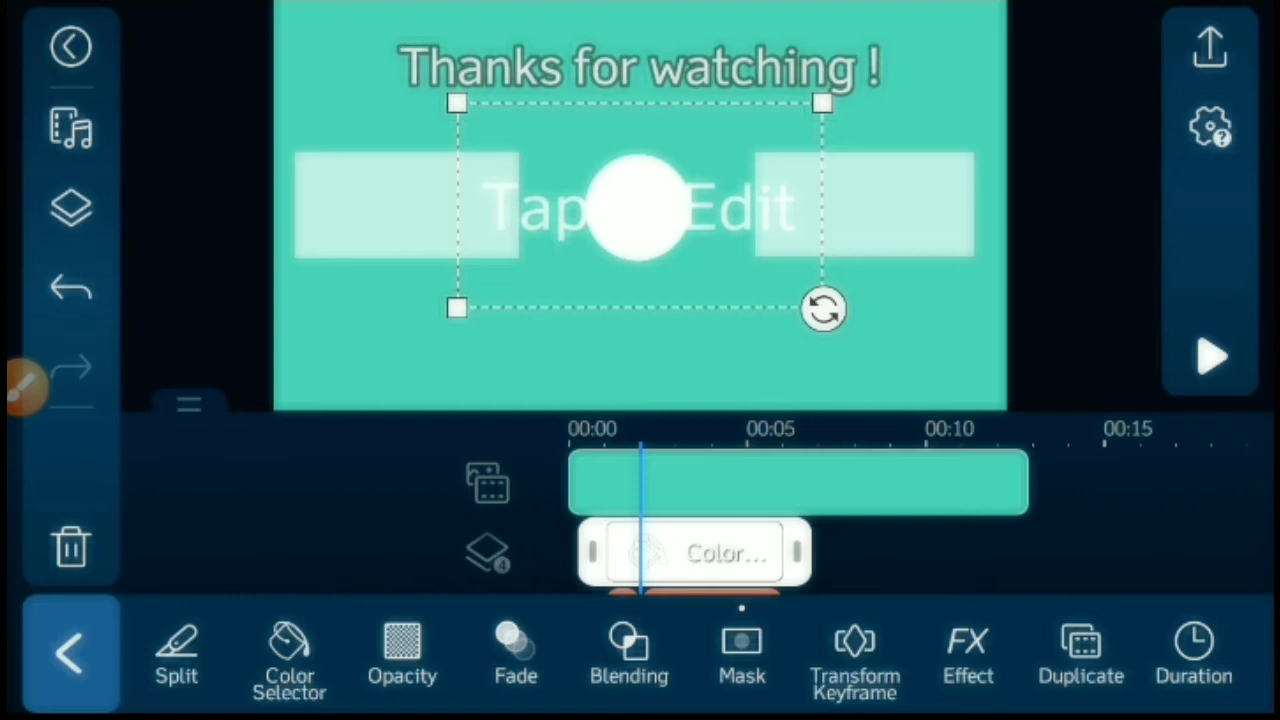 Thanks for watching !
Tap Edit
00:00 00:05 00:10 00:15
Color...
4
Split
Color Selector
Opacity
Fade
Blending
Mask
Transform Keyframe
FX
Effect
Duplicate
Duration